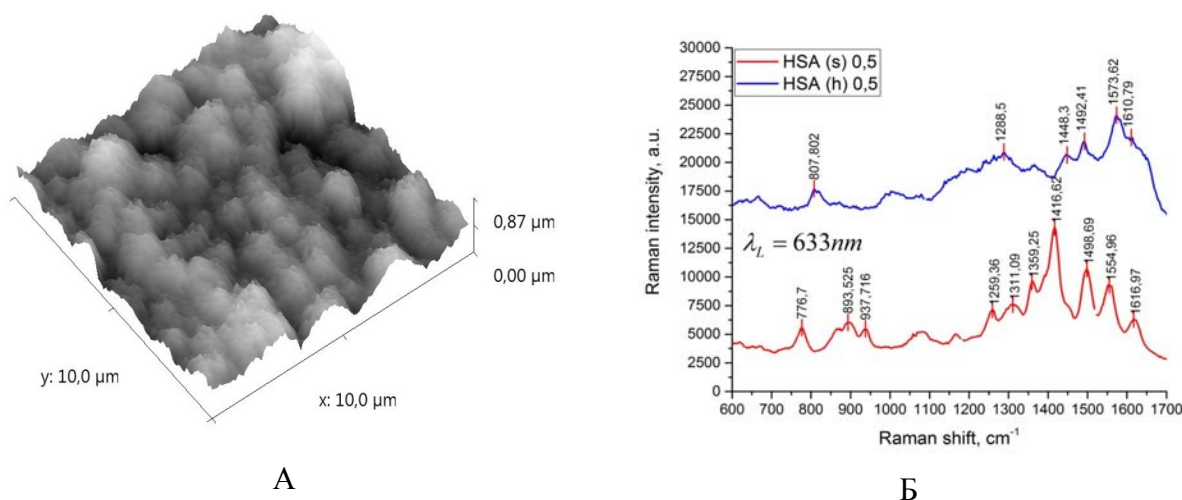 0,87 µm
0,00 µm
y: 10,0 µm
x: 10,0 µm
А
30000
27500
25000
22500
20000
17500
15000
12500
10000
7500
5000
2500
0
Raman intensity, a.u.
HSA (s) 0,5
HSA (h) 0,5
807,802
1288,5
1448,3
1492,41
1573,62
1610,79
λL = 633nm
776,7
893,525
937,716
1259,36
1311,09
1359,25
1416,62
1498,69
1554,96
1616,97
600 700 800 900 1000 1100 1200 1300 1400 1500 1600 1700
Raman shift, cm-1
Б